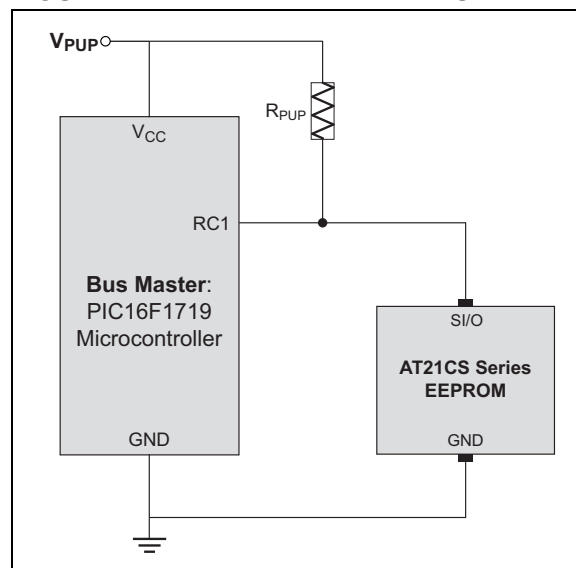 VPUP
RPUP
VCC
RC1
Bus Master:
PIC16F1719
Microcontroller
SI/O
AT21CS Series
EEPROM
GND
GND